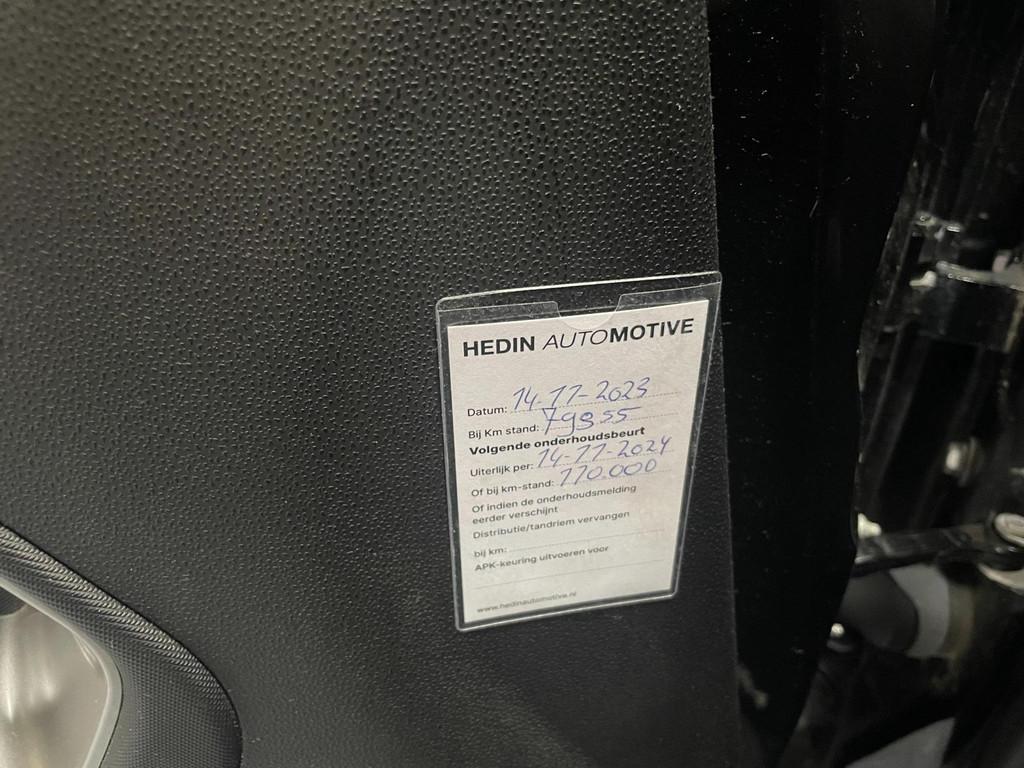 HEDIN AUTOMOTIVE
Datum: 14-11-2023
Bij Km stand: 79955
Volgende onderhoudsbeurt
Uiterlijk per: 14-11-2024
Of bij km-stand: 110.000
Of indien de onderhoudsmelding
eerder verschijnt
Distributie/tandriem vervangen
bij km:
APK-keuring uitvoeren voor
www.hedinautomotive.nl